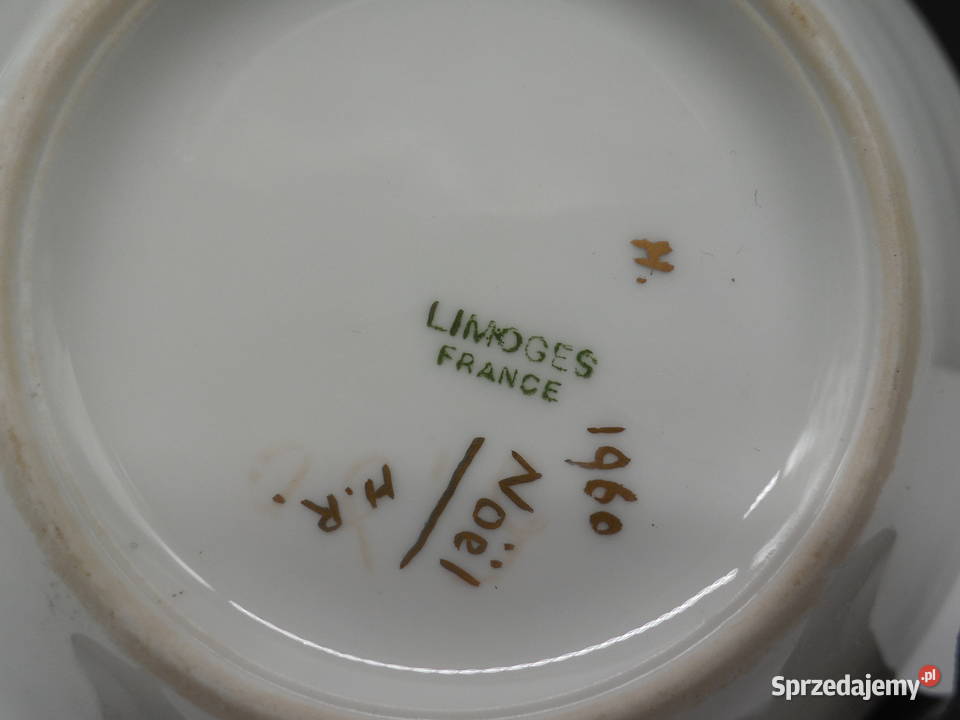 H.
LIMOGES
FRANCE
1960
Noël
I.R.
Sprzedajemy.pl